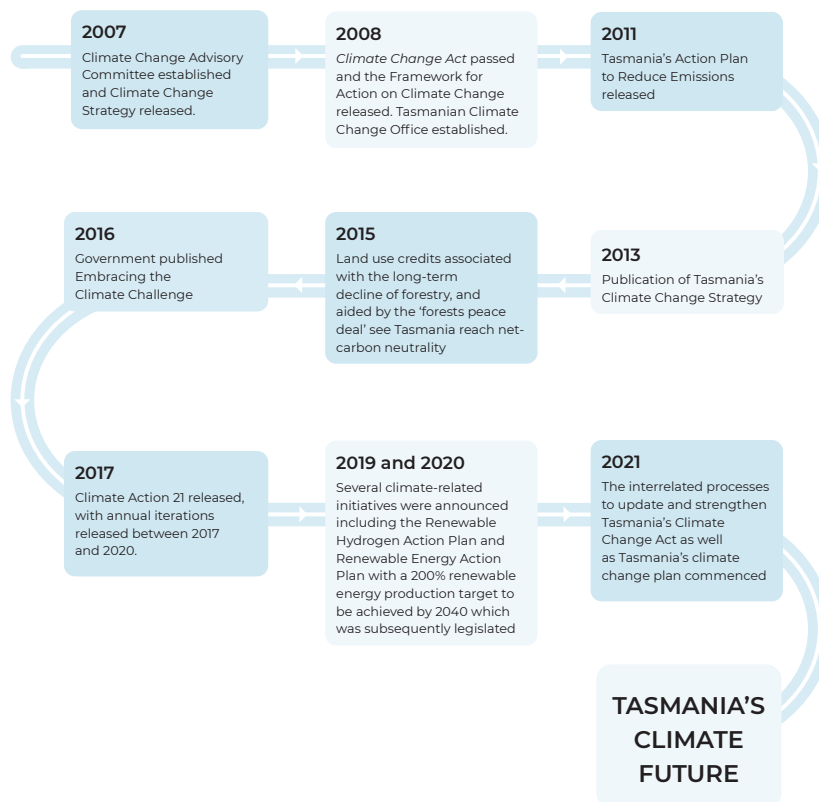 2007
Climate Change Advisory
Committee established
and Climate Change
Strategy released.
2008
Climate Change Act passed
and the Framework for
Action on Climate Change
released. Tasmanian Climate
Change Office established.
2011
Tasmania’s Action Plan
to Reduce Emissions
released
2013
Publication of Tasmania’s
Climate Change Strategy
2015
Land use credits associated
with the long-term
decline of forestry, and
aided by the ‘forests peace
deal’ see Tasmania reach net-
carbon neutrality
2016
Government published
Embracing the
Climate Challenge
2017
Climate Action 21 released,
with annual iterations
released between 2017
and 2020.
2019 and 2020
Several climate-related
initiatives were announced
including the Renewable
Hydrogen Action Plan and
Renewable Energy Action
Plan with a 200% renewable
energy production target to
be achieved by 2040 which
was subsequently legislated
2021
The interrelated processes
to update and strengthen
Tasmania’s Climate
Change Act as well
as Tasmania’s climate
change plan commenced
TASMANIA’S
CLIMATE
FUTURE